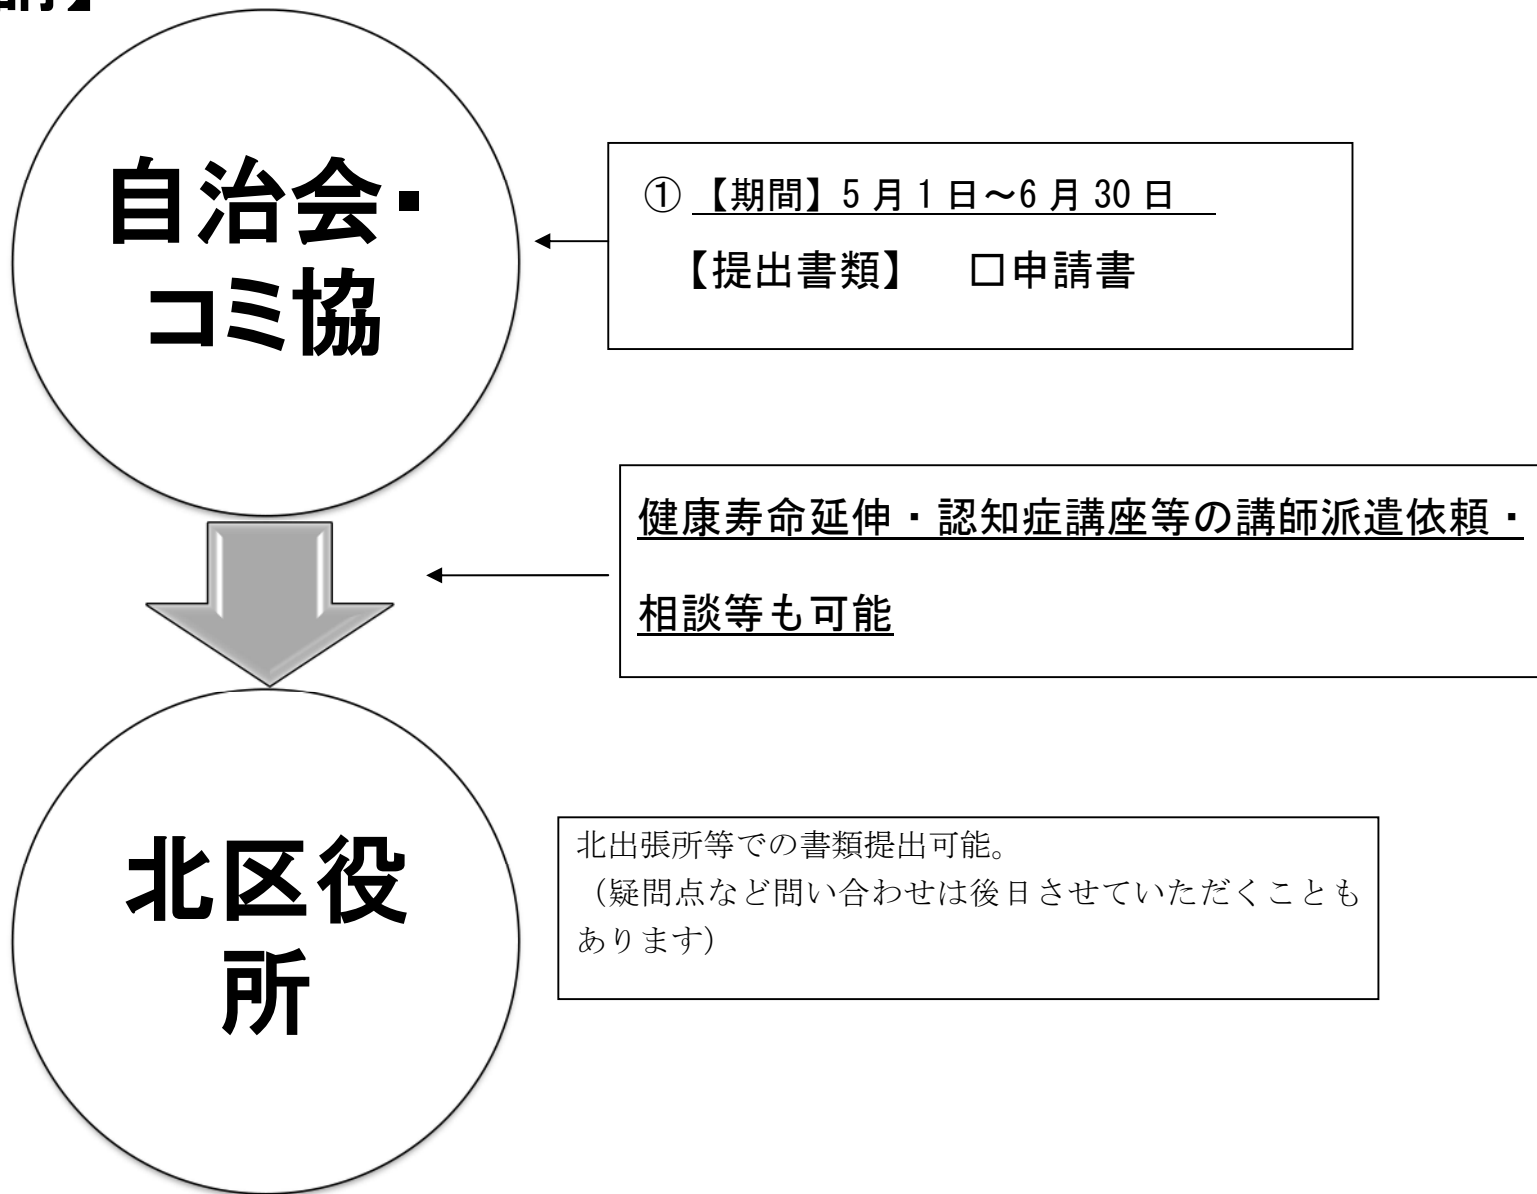 請】
自治会・
コミ協
① 【期間】5月1日～6月30日
【提出書類】　□申請書
健康寿命延伸・認知症講座等の講師派遣依頼・
相談等も可能
北区役
所
北出張所等での書類提出可能。
（疑問点など問い合わせは後日させていただくことも
あります）